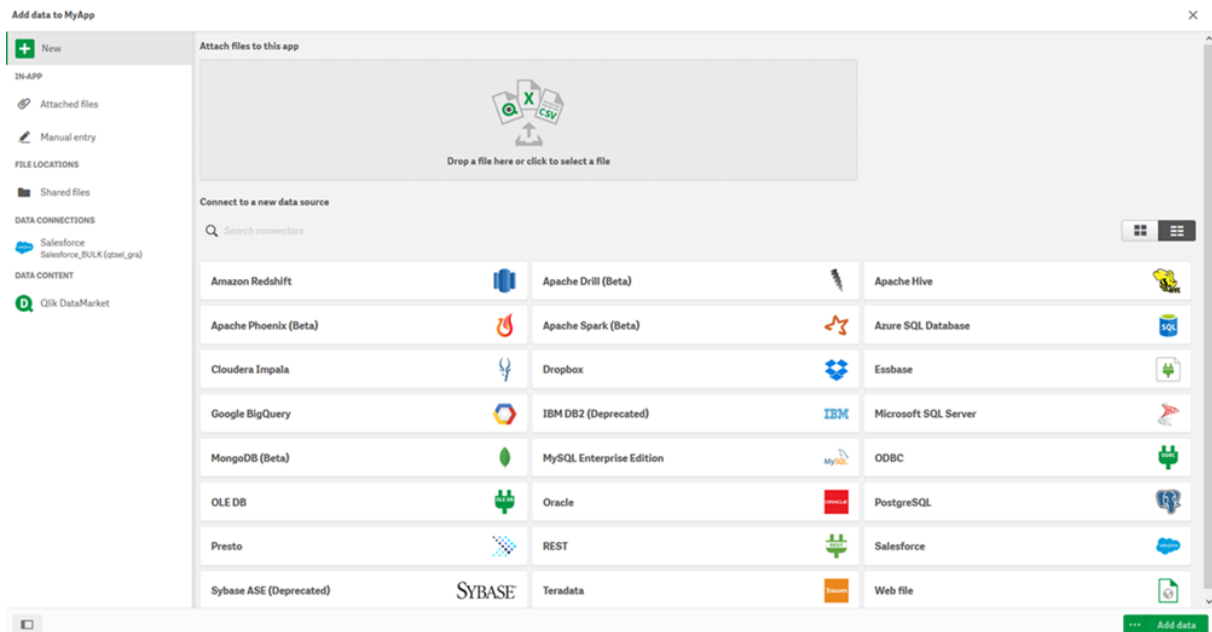 Add data to MyApp
New
IN-APP
Attached files
Manual entry
FILE LOCATIONS
Shared files
DATA CONNECTIONS
Salesforce
Salesforce_BULK (qtsel_gra)
DATA CONTENT
Qlik DataMarket
Attach files to this app
X
CSV
Drop a file here or click to select a file
Connect to a new data source
Search connectors
Amazon Redshift
Apache Drill (Beta)
Apache Hive
HIVE
Apache Phoenix (Beta)
Apache Spark (Beta)
Azure SQL Database
SQL
Cloudera Impala
Dropbox
Essbase
Google BigQuery
IBM DB2 (Deprecated)
IBM
Microsoft SQL Server
MongoDB (Beta)
MySQL Enterprise Edition
MySQL
ODBC
ODBC
OLE DB
OLE DB
Oracle
ORACLE
PostgreSQL
Presto
REST
REST
Salesforce
salesforce
Sybase ASE (Deprecated)
SYBASE
Teradata
Teradata
Web file
Add data